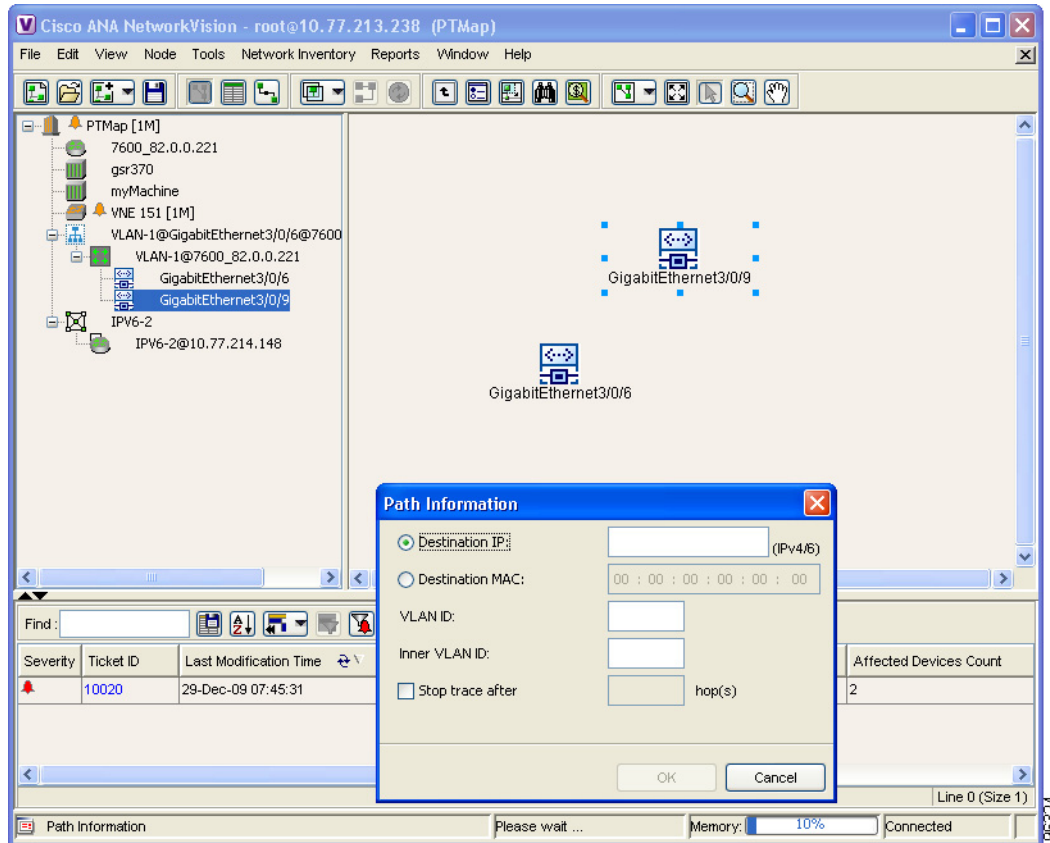 Cisco ANA NetworkVision - root@10.77.213.238 (PTMap)
File Edit View Node Tools Network Inventory Reports Window Help
PTMap [1M]
7600_82.0.0.221
gsr370
myMachine
VNE 151 [1M]
VLAN-1@GigabitEthernet3/0/6@7600
VLAN-1@7600_82.0.0.221
GigabitEthernet3/0/6
GigabitEthernet3/0/9
IPV6-2
IPV6-2@10.77.214.148
GigabitEthernet3/0/9
GigabitEthernet3/0/6
Path Information
Destination IP:
(IPv4/6)
Destination MAC:
00 : 00 : 00 : 00 : 00 : 00
VLAN ID:
Inner VLAN ID:
Stop trace after
hop(s)
OK
Cancel
Find :
Severity Ticket ID Last Modification Time
Affected Devices Count
10020 29-Dec-09 07:45:31
2
Line 0 (Size 1)
Path Information
Please wait ...
Memory: 10%
Connected